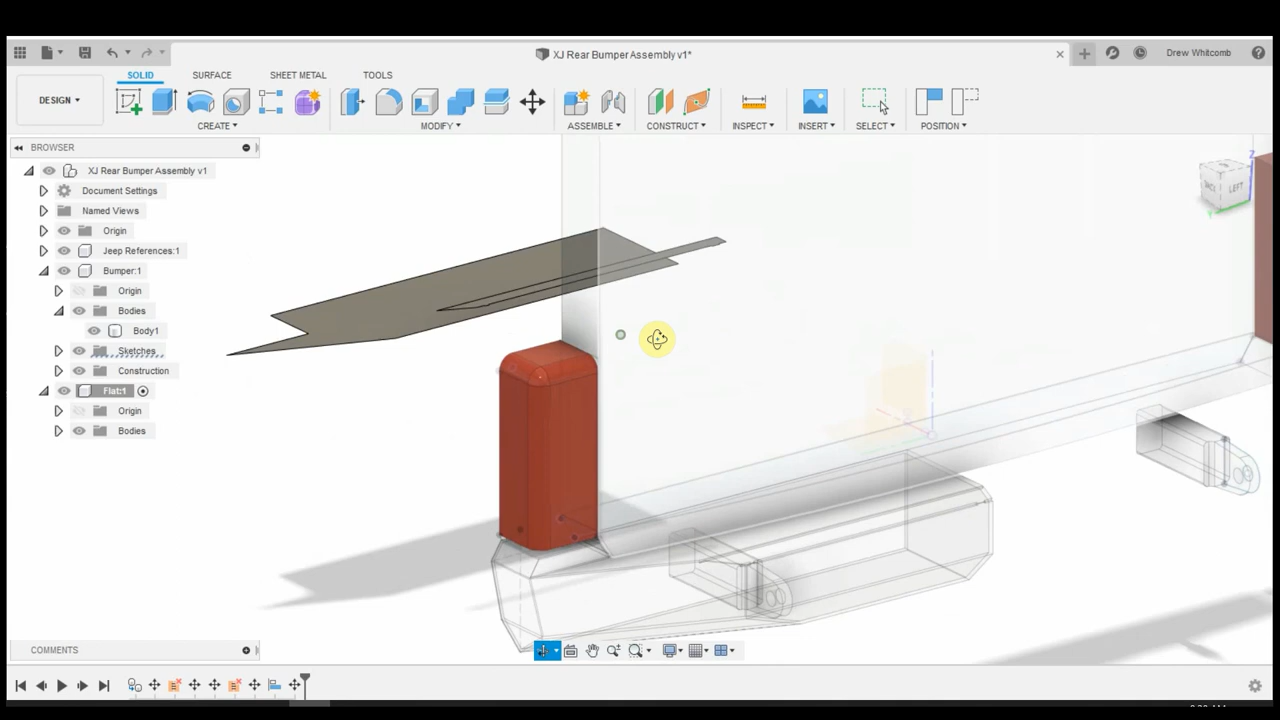 XJ Rear Bumper Assembly v1*
Drew Whitcomb
SOLID SURFACE SHEET METAL TOOLS
DESIGN
CREATE MODIFY ASSEMBLE CONSTRUCT INSPECT INSERT SELECT POSITION
BROWSER
XJ Rear Bumper Assembly v1
Document Settings
Named Views
Origin
Jeep References:1
Bumper:1
Origin
Bodies
Body1
Sketches
Construction
Flat:1
Origin
Bodies
Z
BACK LEFT
Y
COMMENTS